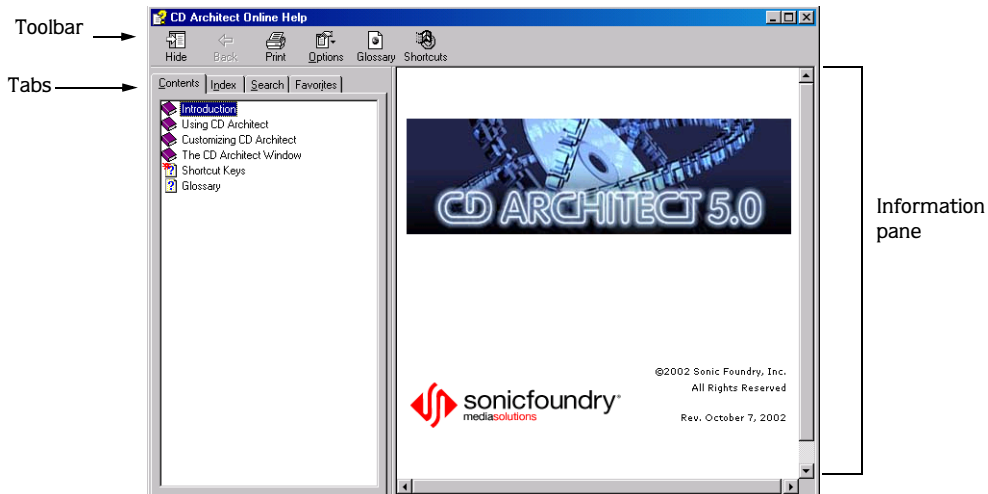 CD Architect Online Help
Toolbar
Hide Back Print Options Glossary Shortcuts
Tabs
Contents Index Search Favorites
Introduction
Using CD Architect
Customizing CD Architect
The CD Architect Window
Shortcut Keys
Glossary
CD ARCHITECT 5.0
Information
pane
©2002 Sonic Foundry, Inc.
All Rights Reserved
Rev. October 7, 2002
sonicfoundry®
mediasolutions